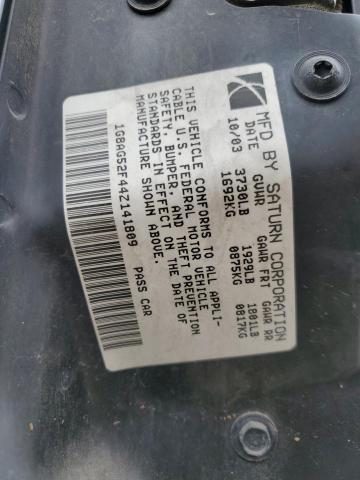 MFD BY SATURN CORPORATION
DATE GVWR GAWR FRT GAWR RR
10/03 3730LB 1929LB 1801LB
1692KG 0875KG 0817KG
THIS VEHICLE CONFORMS TO ALL APPLI-
CABLE U.S. FEDERAL MOTOR VEHICLE
SAFETY, BUMPER, AND THEFT PREVENTION
STANDARDS IN EFFECT ON THE DATE OF
MANUFACTURE SHOWN ABOVE.
1G8AG52F44Z141809 PASS CAR